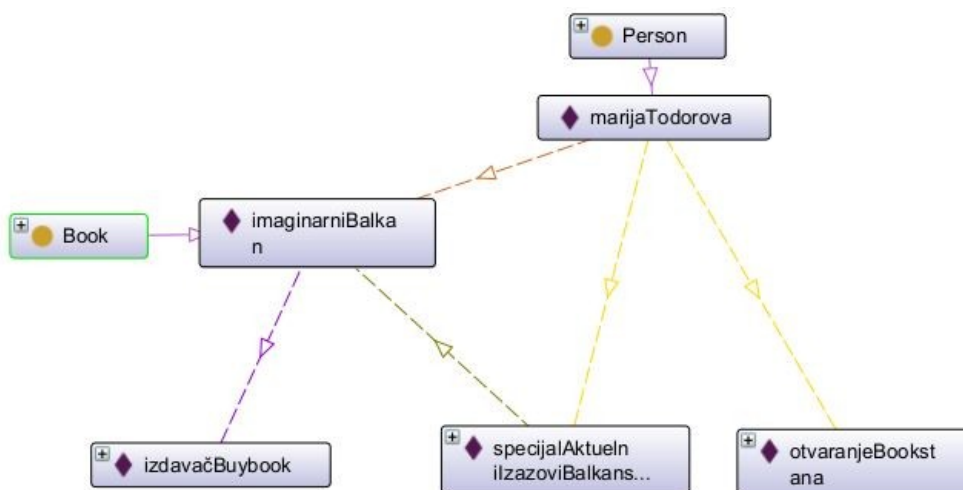 Person
marijaTodorova
imaginarniBalka
n
Book
izdavačBuybook
specijalAktueln
iIzazoviBalkans...
otvaranjeBookst
ana